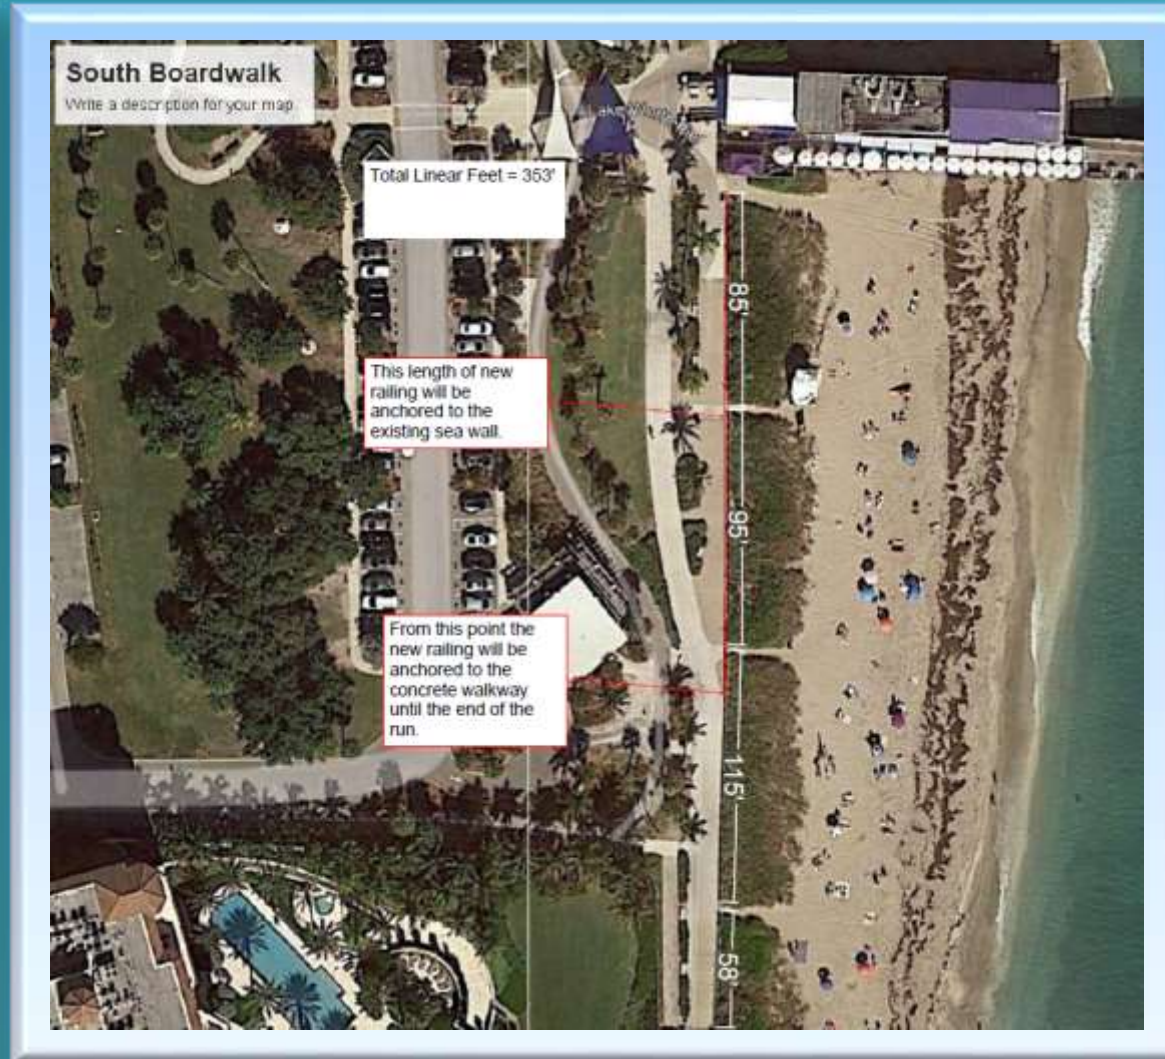 South Boardwalk
Write a description for your map.
Total Linear Feet = 353'
85'
This length of new
railing will be
anchored to the
existing sea wall.
95'
From this point the
new railing will be
anchored to the
concrete walkway
until the end of the
run.
115'
58'